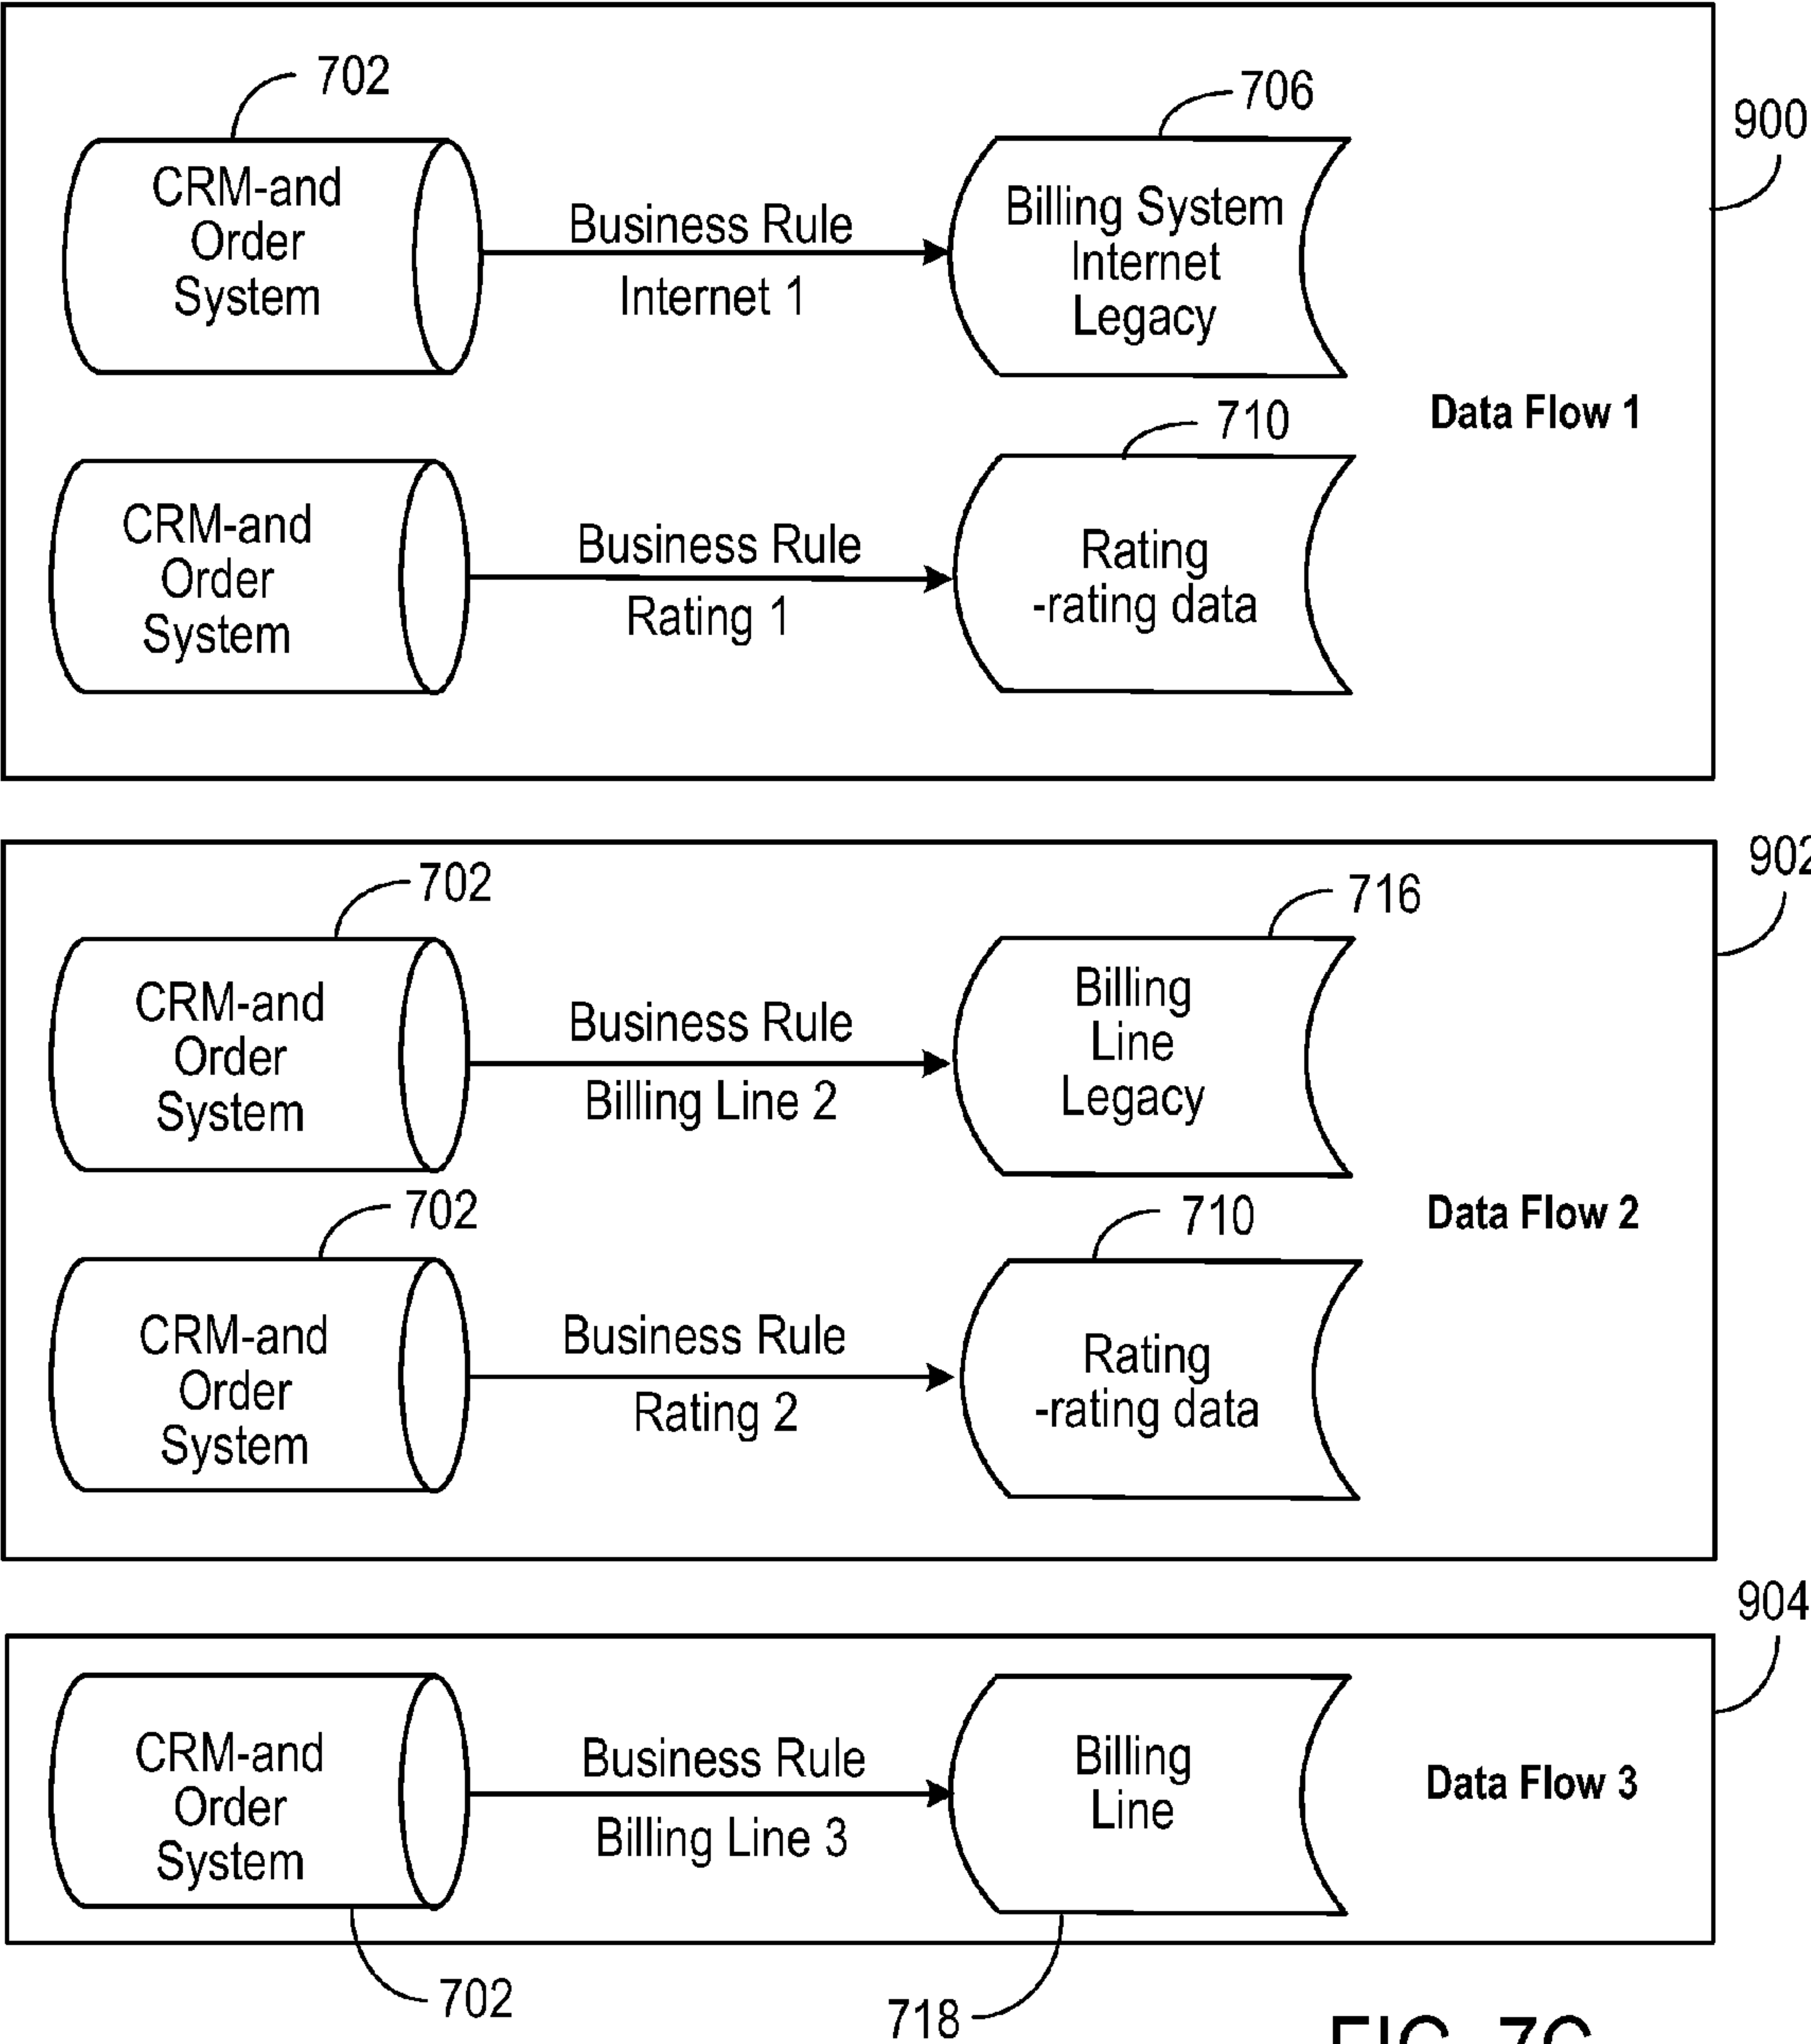 702
706
900
CRM-and
Order
System
Business Rule
Internet 1
Billing System
Internet
Legacy
Data Flow 1
710
CRM-and
Order
System
Business Rule
Rating 1
Rating
-rating data
902
702
716
CRM-and
Order
System
Business Rule
Billing Line 2
Billing
Line
Legacy
702
710
Data Flow 2
CRM-and
Order
System
Business Rule
Rating 2
Rating
-rating data
904
CRM-and
Order
System
Business Rule
Billing Line 3
Billing
Line
Data Flow 3
702
718
FIG. 7C